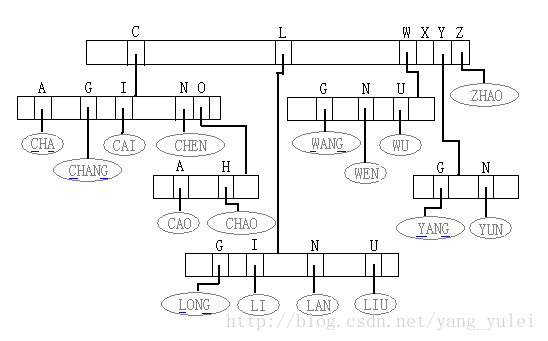 C L W X Y Z
A G I N O
G N U
ZHAO
CHA CHANG CAI CHEN
WANG WEN WU
A H
G N
CAO CHAO
YANG YUN
G I N U
LONG LI LAN LIU
http://blog.csdn.net/yang_yulei